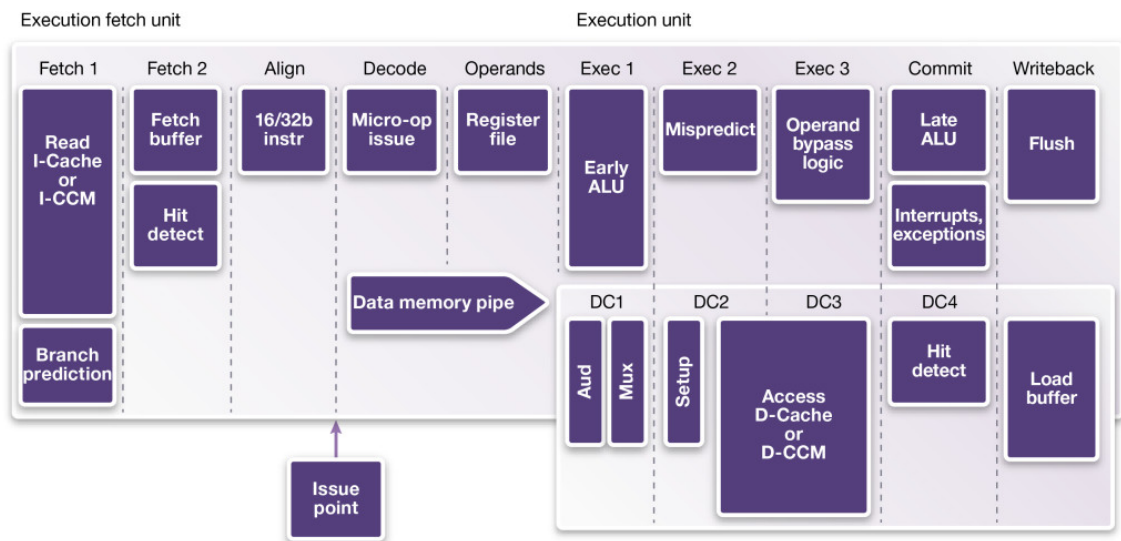 Execution fetch unit
Execution unit
Fetch 1
Fetch 2
Align
Decode
Operands
Exec 1
Exec 2
Exec 3
Commit
Writeback
Read
I-Cache
or
I-CCM
Fetch
buffer
16/32b
instr
Micro-op
issue
Register
file
Early
ALU
Mispredict
Operand
bypass
logic
Late
ALU
Flush
Hit
detect
Interrupts,
exceptions
Data memory pipe
Branch
prediction
DC1
DC2
DC3
DC4
Aud
Mux
Setup
Access
D-Cache
or
D-CCM
Hit
detect
Load
buffer
Issue
point